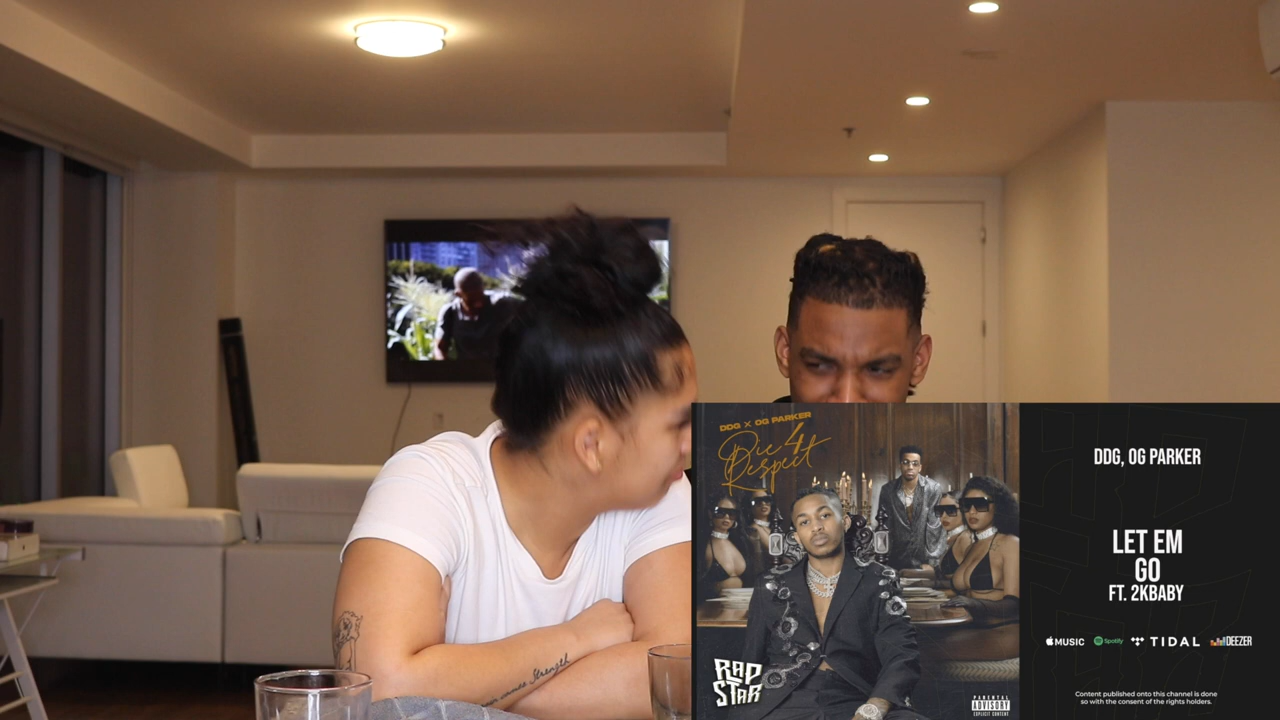 DDG X OG PARKER
Die 4
Respect
RAP
STAR
PARENTAL
ADVISORY
EXPLICIT CONTENT
DDG, OG PARKER
LET EM
GO
FT. 2KBABY
MUSIC Spotify TIDAL DEEZER
Content published onto this channel is done
so with the consent of the rights holders.
comes Strength